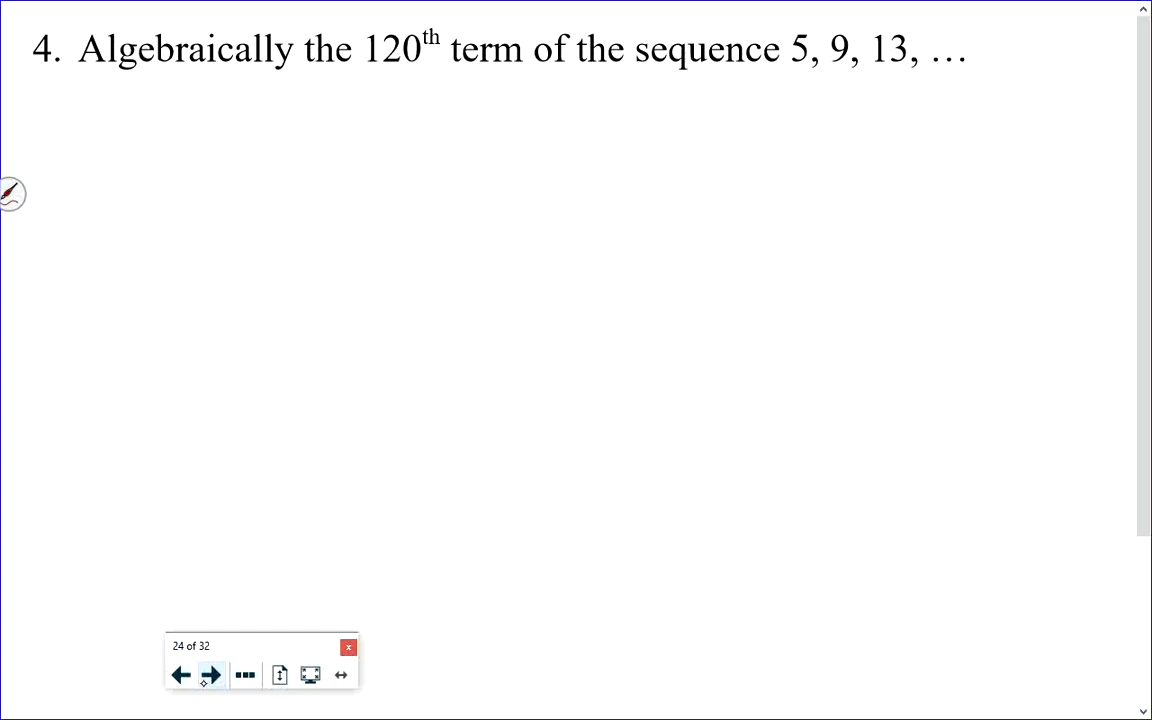 4. Algebraically the 120th term of the sequence 5, 9, 13, …
24 of 32
x